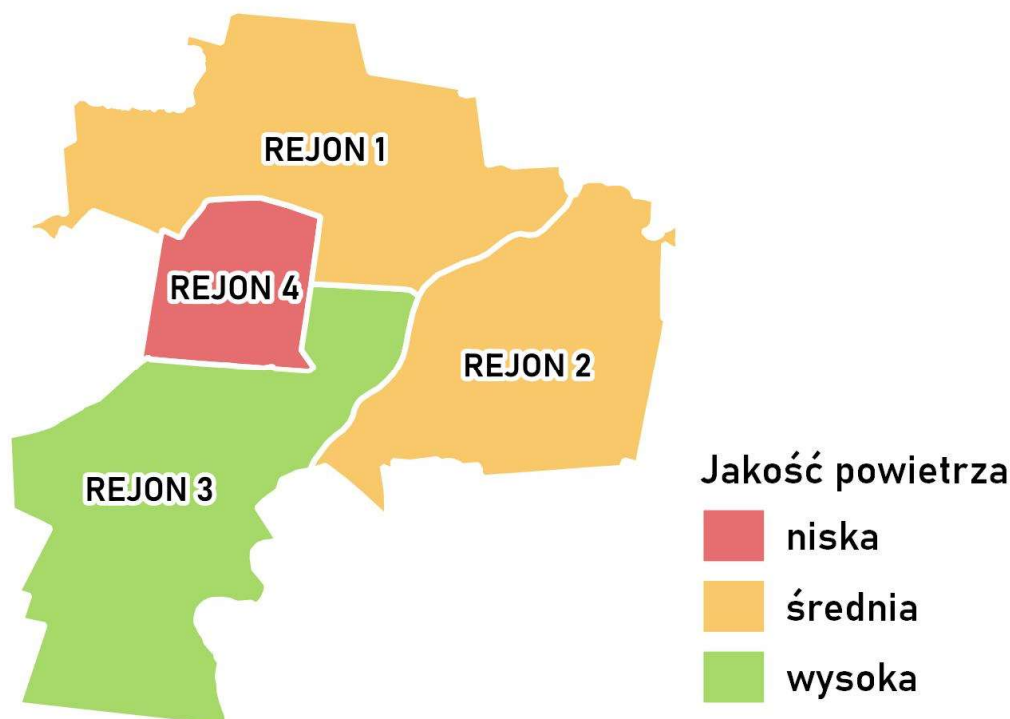 REJON 1
REJON 4
REJON 2
REJON 3
Jakość powietrza
niska
średnia
wysoka